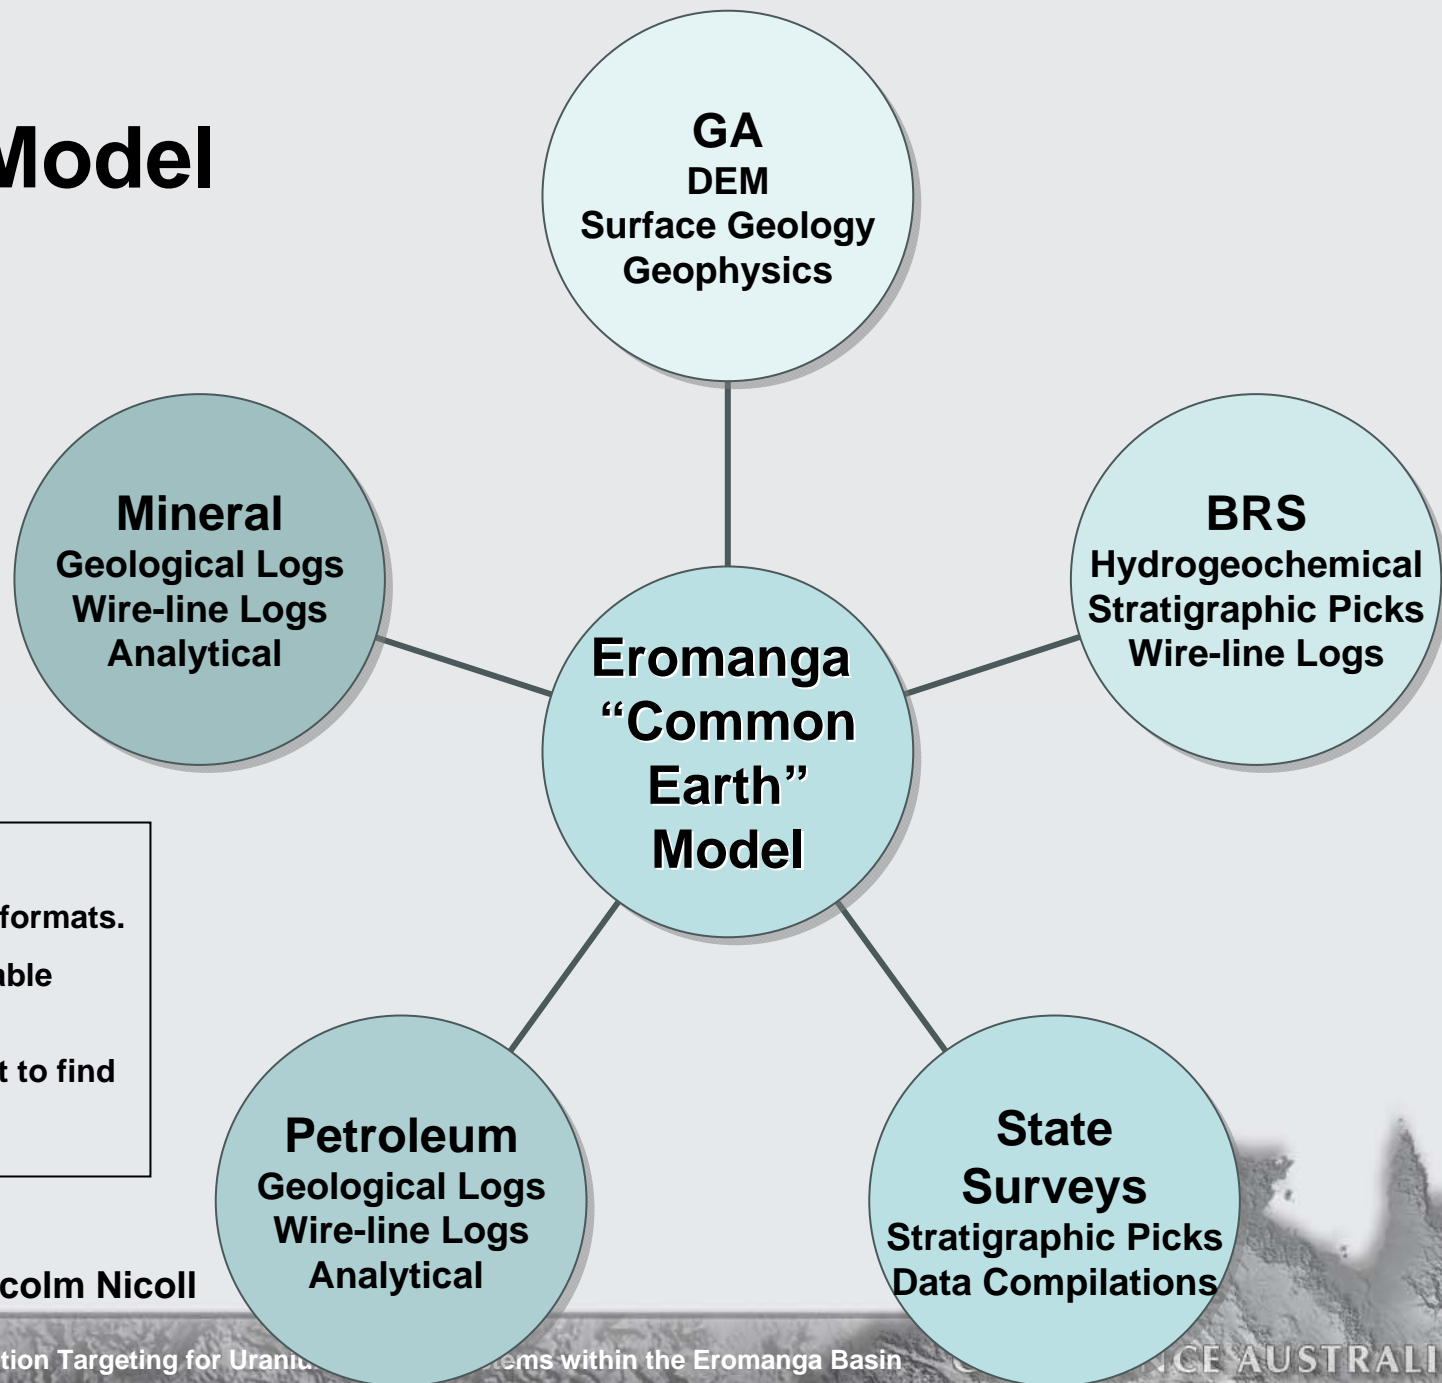 Model
GA
DEM
Surface Geology
Geophysics
Mineral
Geological Logs
Wire-line Logs
Analytical
BRS
Hydrogeochemical
Stratigraphic Picks
Wire-line Logs
Eromanga
“Common
Earth”
Model
formats.
able
t to find
Petroleum
Geological Logs
Wire-line Logs
Analytical
State
Surveys
Stratigraphic Picks
Data Compilations
colm Nicoll
tion Targeting for Uraniu ems within the Eromanga Basin
NCE AUSTRALI